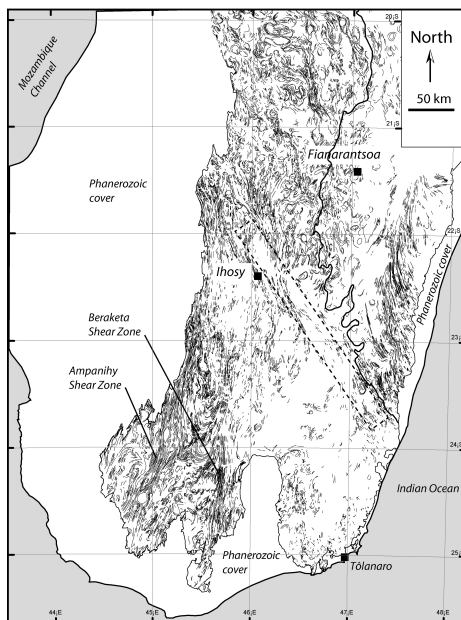 20°S
North
50 km
Mozambique
Channel
21°S
Fianarantsoa
Phanerozoic
cover
22°S
Ihosy
Phanerozoic cover
Beraketa
Shear Zone
23°S
Ampanihy
Shear Zone
24°S
Indian Ocean
Phanerozoic
cover
25°S
Tôlanaro
44°E
45°E
46°E
47°E
48°E